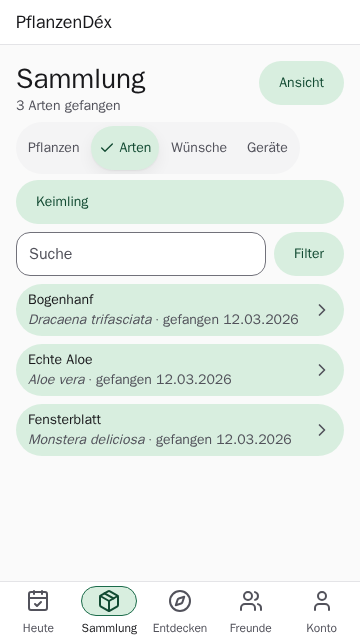 PflanzenDéx
Sammlung
Ansicht
3 Arten gefangen
Pflanzen
Arten
Wünsche
Geräte
Keimling
Suche
Filter
Bogenhanf
Dracaena trifasciata · gefangen 12.03.2026
Echte Aloe
Aloe vera · gefangen 12.03.2026
Fensterblatt
Monstera deliciosa · gefangen 12.03.2026
Heute
Sammlung
Entdecken
Freunde
Konto